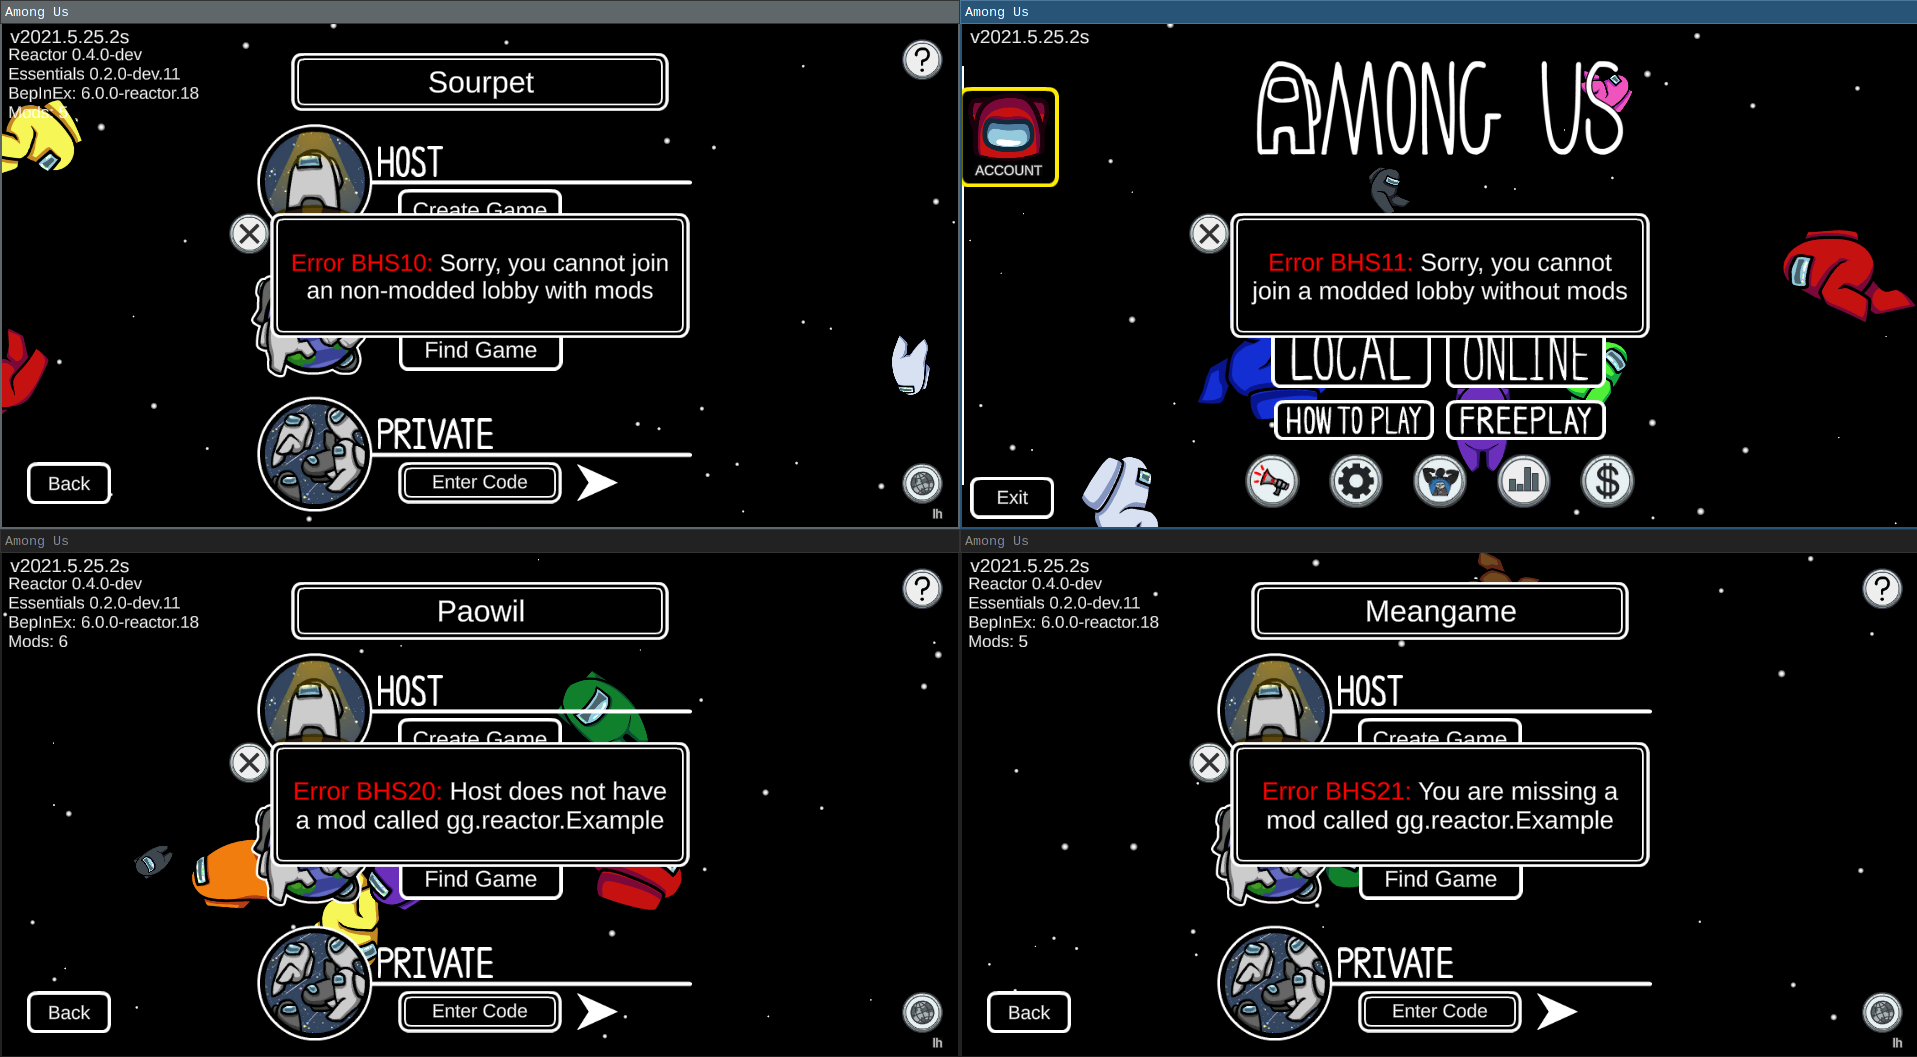 Among Us
v2021.5.25.2s
Reactor 0.4.0-dev
Essentials 0.2.0-dev.11
BepInEx: 6.0.0-reactor.18
Mods: 5
Sourpet
HOST
Create Game
Error BHS10: Sorry, you cannot join
an non-modded lobby with mods
Find Game
PRIVATE
Enter Code
Back
?
lh
Among Us
v2021.5.25.2s
AMONG US
ACCOUNT
Error BHS11: Sorry, you cannot
join a modded lobby without mods
LOCAL
ONLINE
HOW TO PLAY
FREEPLAY
$
Exit
Among Us
v2021.5.25.2s
Reactor 0.4.0-dev
Essentials 0.2.0-dev.11
BepInEx: 6.0.0-reactor.18
Mods: 6
Paowil
HOST
Create Game
Error BHS20: Host does not have
a mod called gg.reactor.Example
Find Game
PRIVATE
Enter Code
Back
?
lh
Among Us
v2021.5.25.2s
Reactor 0.4.0-dev
Essentials 0.2.0-dev.11
BepInEx: 6.0.0-reactor.18
Mods: 5
Meangame
HOST
Create Game
Error BHS21: You are missing a
mod called gg.reactor.Example
Find Game
PRIVATE
Enter Code
Back
?
lh